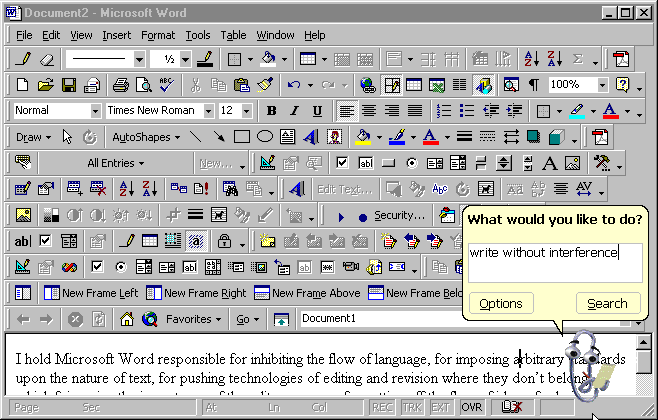 Document2 - Microsoft Word
File Edit View Insert Format Tools Table Window Help
½
100%
Normal Times New Roman 12 B I U
Draw AutoShapes
All Entries New...
Edit Text...
Security...
What would you like to do?
write without interference
Options Search
New Frame Left New Frame Right New Frame Above New Frame Belo
Favorites Go Document1
I hold Microsoft Word responsible for inhibiting the flow of language, for imposing arbitrary standards
upon the nature of text, for pushing technologies of editing and revision where they don't belong
Page Sec At Ln Col REC TRK EXT OVR